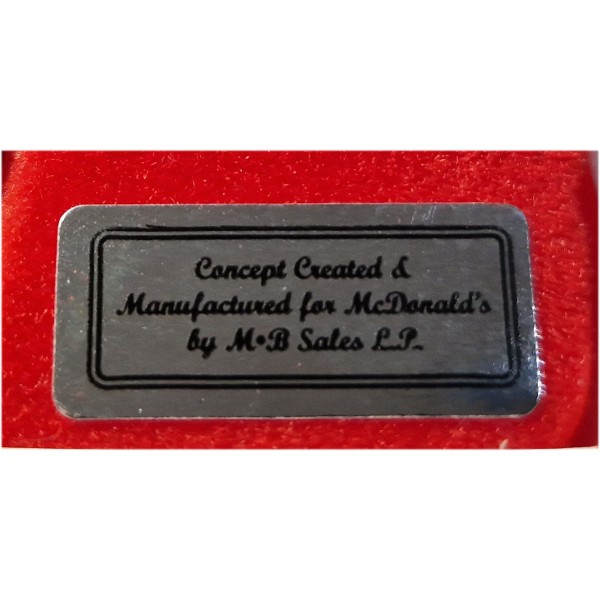 Concept Created &
Manufactured for McDonald's
by M•B Sales L.P.